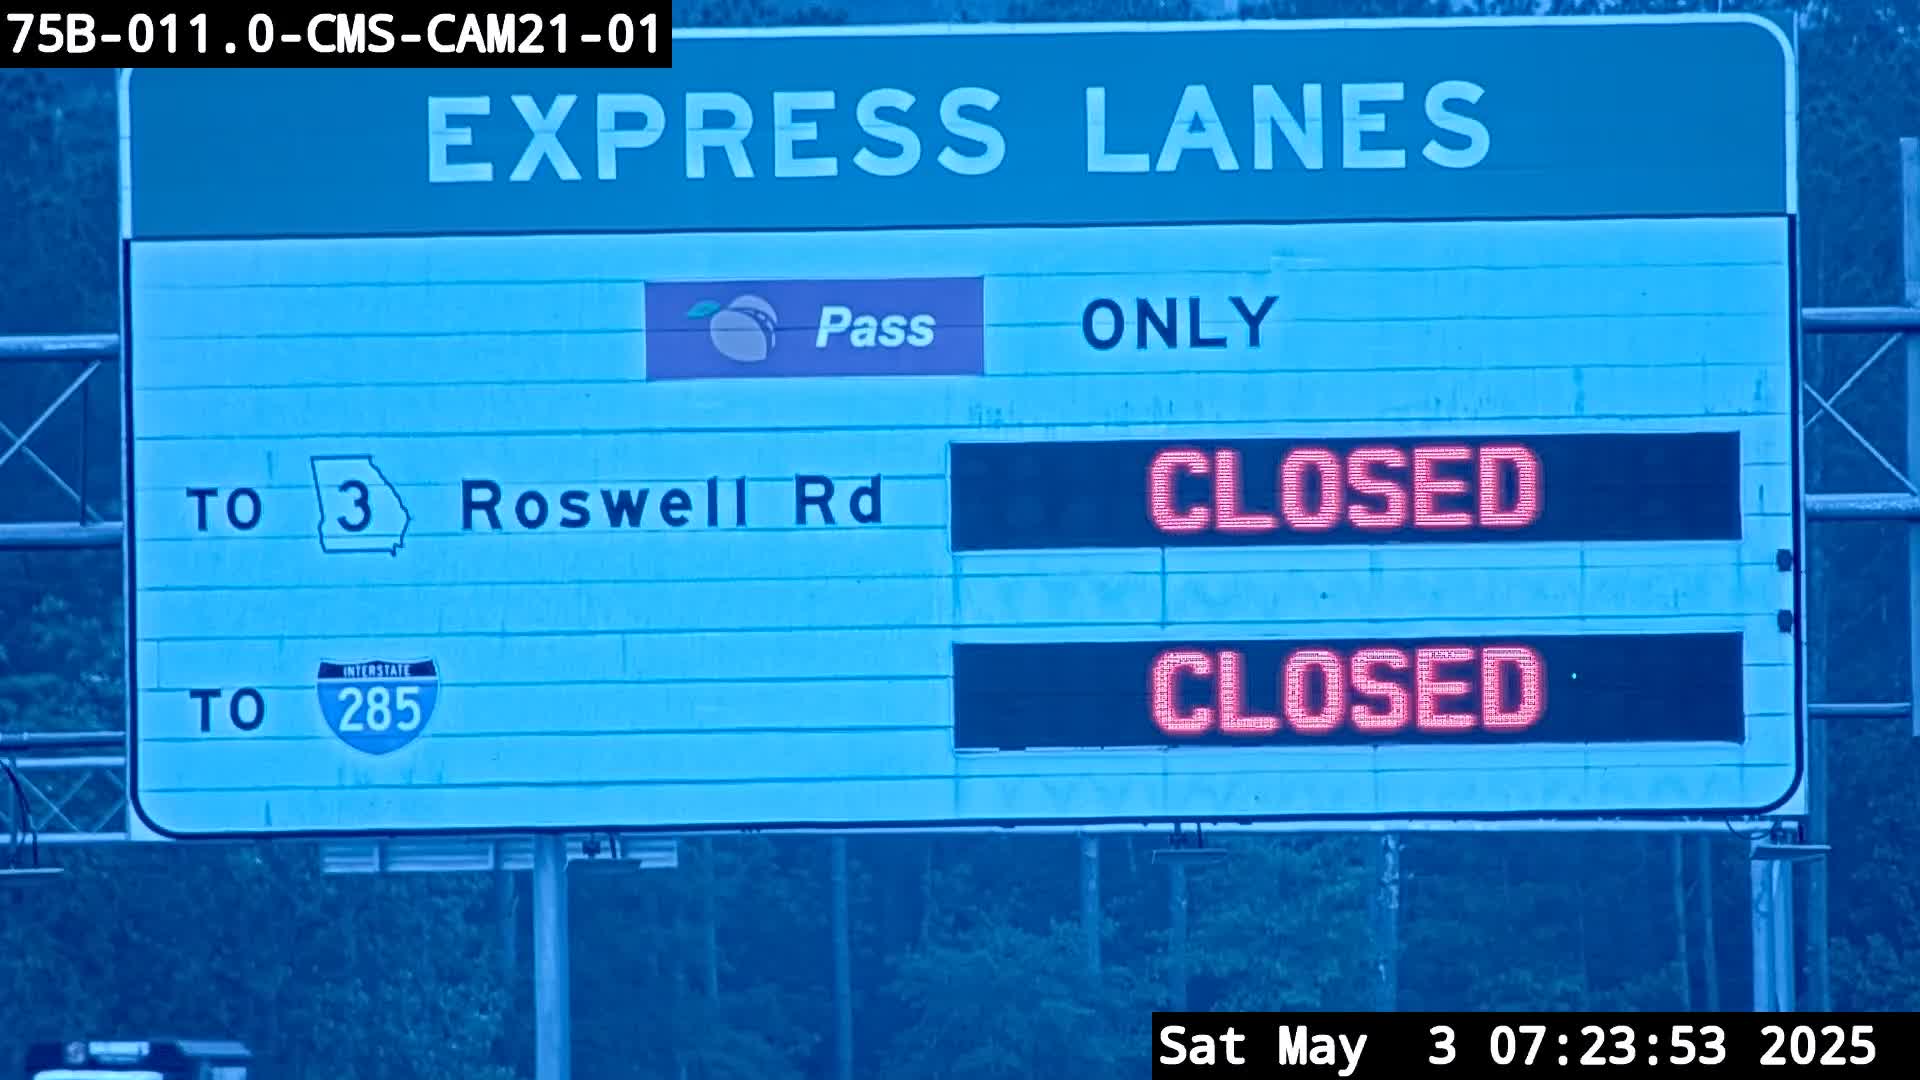 75B-011.0-CMS-CAM21-01
EXPRESS LANES
Pass ONLY
TO 3 Roswell Rd CLOSED
TO INTERSTATE 285 CLOSED
Sat May 3 07:23:53 2025